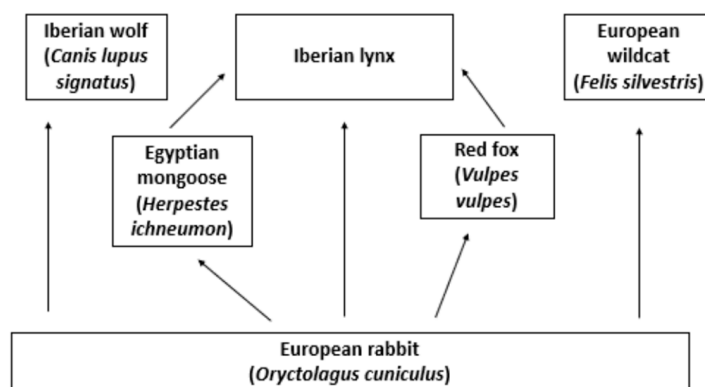 Iberian wolf
(Canis lupus
signatus)
Iberian lynx
European
wildcat
(Felis silvestris)
Egyptian
mongoose
(Herpestes
ichneumon)
Red fox
(Vulpes
vulpes)
European rabbit
(Oryctolagus cuniculus)